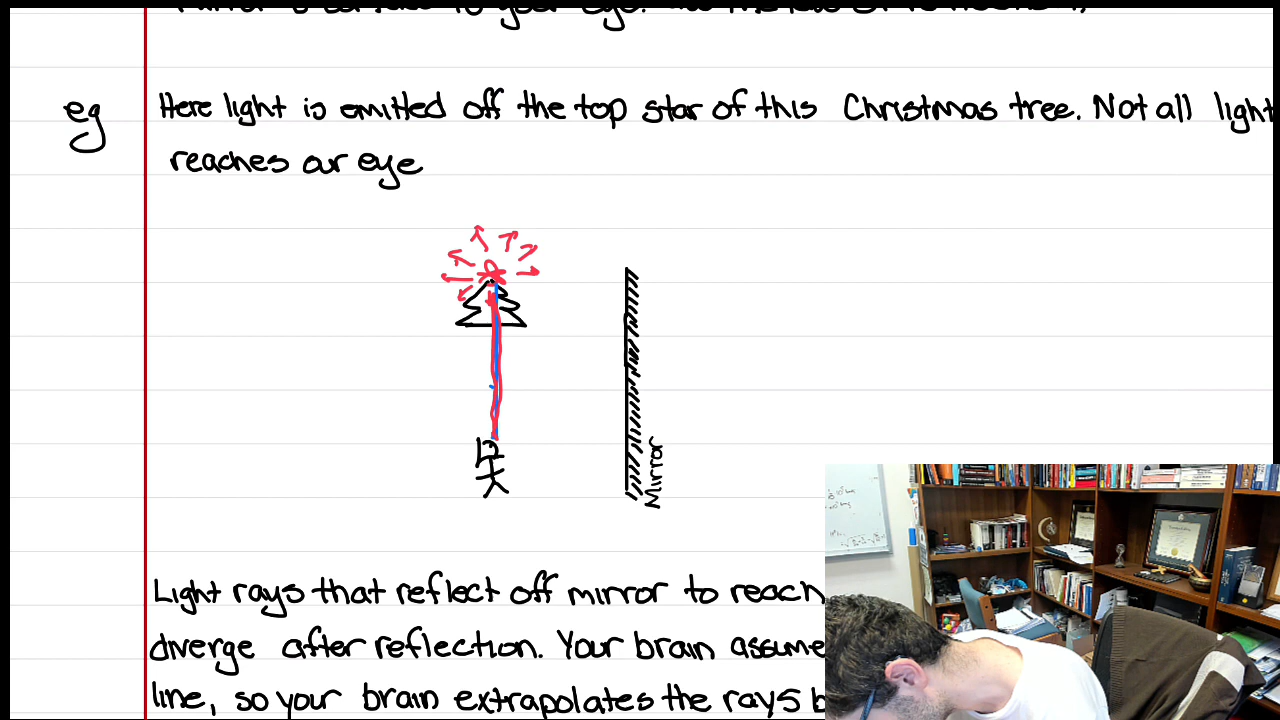 mirror
eg Here light is emitted off the top star of this Christmas tree. Not all light
reaches our eye
Mirror
Light rays that reflect off mirror to reach
diverge after reflection. Your brain assume
line, so your brain extrapolates the rays b